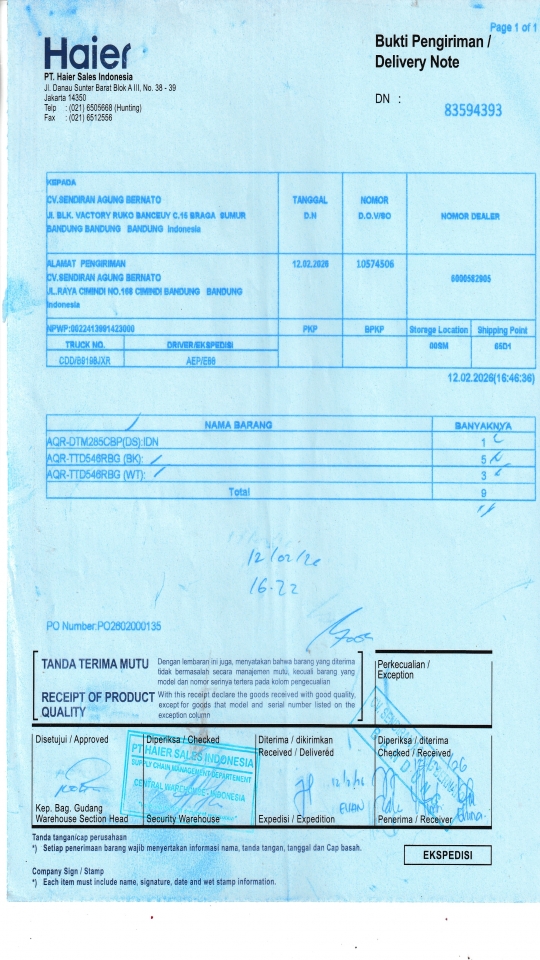 Page 1 of 1
Haier
Bukti Pengiriman /
Delivery Note
PT. Haier Sales Indonesia
Jl. Danau Sunter Barat Blok A III, No. 38 - 39
Jakarta 14350
Telp : (021) 6505668 (Hunting)
Fax : (021) 6512556
DN : 83594393
KEPADA
CV.SENDIRAN AGUNG BERNATO
JL. BLK. VACTORY RUKO BANCEUY C.15 BRAGA SUMUR
BANDUNG BANDUNG BANDUNG Indonesia
TANGGAL
D.N
NOMOR
D.O.V/SO
NOMOR DEALER
ALAMAT PENGIRIMAN
CV.SENDIRAN AGUNG BERNATO
JL.RAYA CIMINDI NO.168 CIMINDI BANDUNG BANDUNG
Indonesia
12.02.2026
10574506
NPWP:0022413991423000
PKP
BPKP
Storage Location
Shipping Point
TRUCK NO.
DRIVER/EKSPEDISI
65D1
CDD/B9198JXR
12.02.2026(16:46:36)
NAMA BARANG
BANYAKNYA
AQR-DTM285CBP(DS):IDN 1
AQR-TTD546RBG (BK): 5
AQR-TTD546RBG (WT): 3
Total 9
12/02/26
16.22
PO Number:PO2602000135
TANDA TERIMA MUTU
Dengan lembaran ini juga, menyatakan bahwa barang yang diterima
tidak bermasalah secara manajemen mutu, kecuali barang yang
model dan nomor serinya tertera pada kolom pengecualian
RECEIPT OF PRODUCT
QUALITY
With this receipt declare the goods received with good quality,
except for goods that model and serial number listed on the
exception column
Perkecualian /
Exception
Disetujui / Approved
Diperiksa / Checked
Diterima / dikirimkan
Received / Delivered
Diperiksa / diterima
Checked / Received
PT HAIER SALES INDONESIA
SUPPLY CHAIN MANAGEMENT DEPARTEMENT
CENTRAL WAREHOUSE - INDONESIA
12/2/26
EVAN
Kep. Bag. Gudang
Warehouse Section Head
Security Warehouse
Expedisi / Expedition
Penerima / Receiver
Tanda tangan/cap perusahaan
*) Setiap penerimaan barang wajib menyertakan informasi nama, tanda tangan, tanggal dan Cap basah.
EKSPEDISI
Company Sign / Stamp
*) Each item must include name, signature, date and wet stamp information.